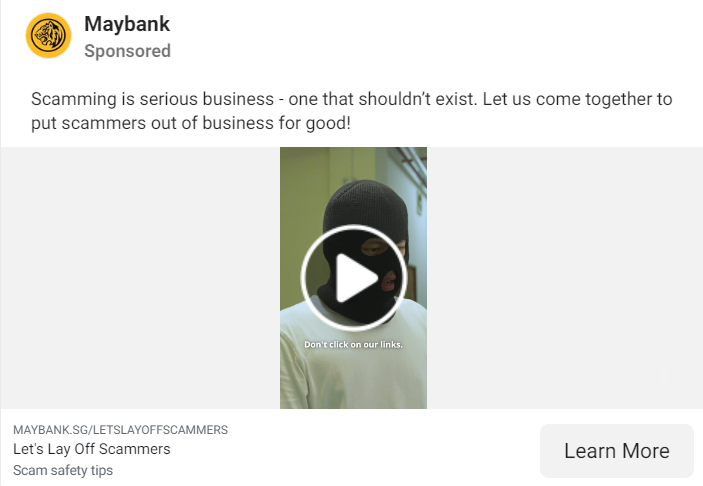 Maybank
Sponsored
Scamming is serious business - one that shouldn’t exist. Let us come together to
put scammers out of business for good!
Don't click on our links.
MAYBANK.SG/LETSLAYOFFSCAMMERS
Let's Lay Off Scammers
Scam safety tips
Learn More